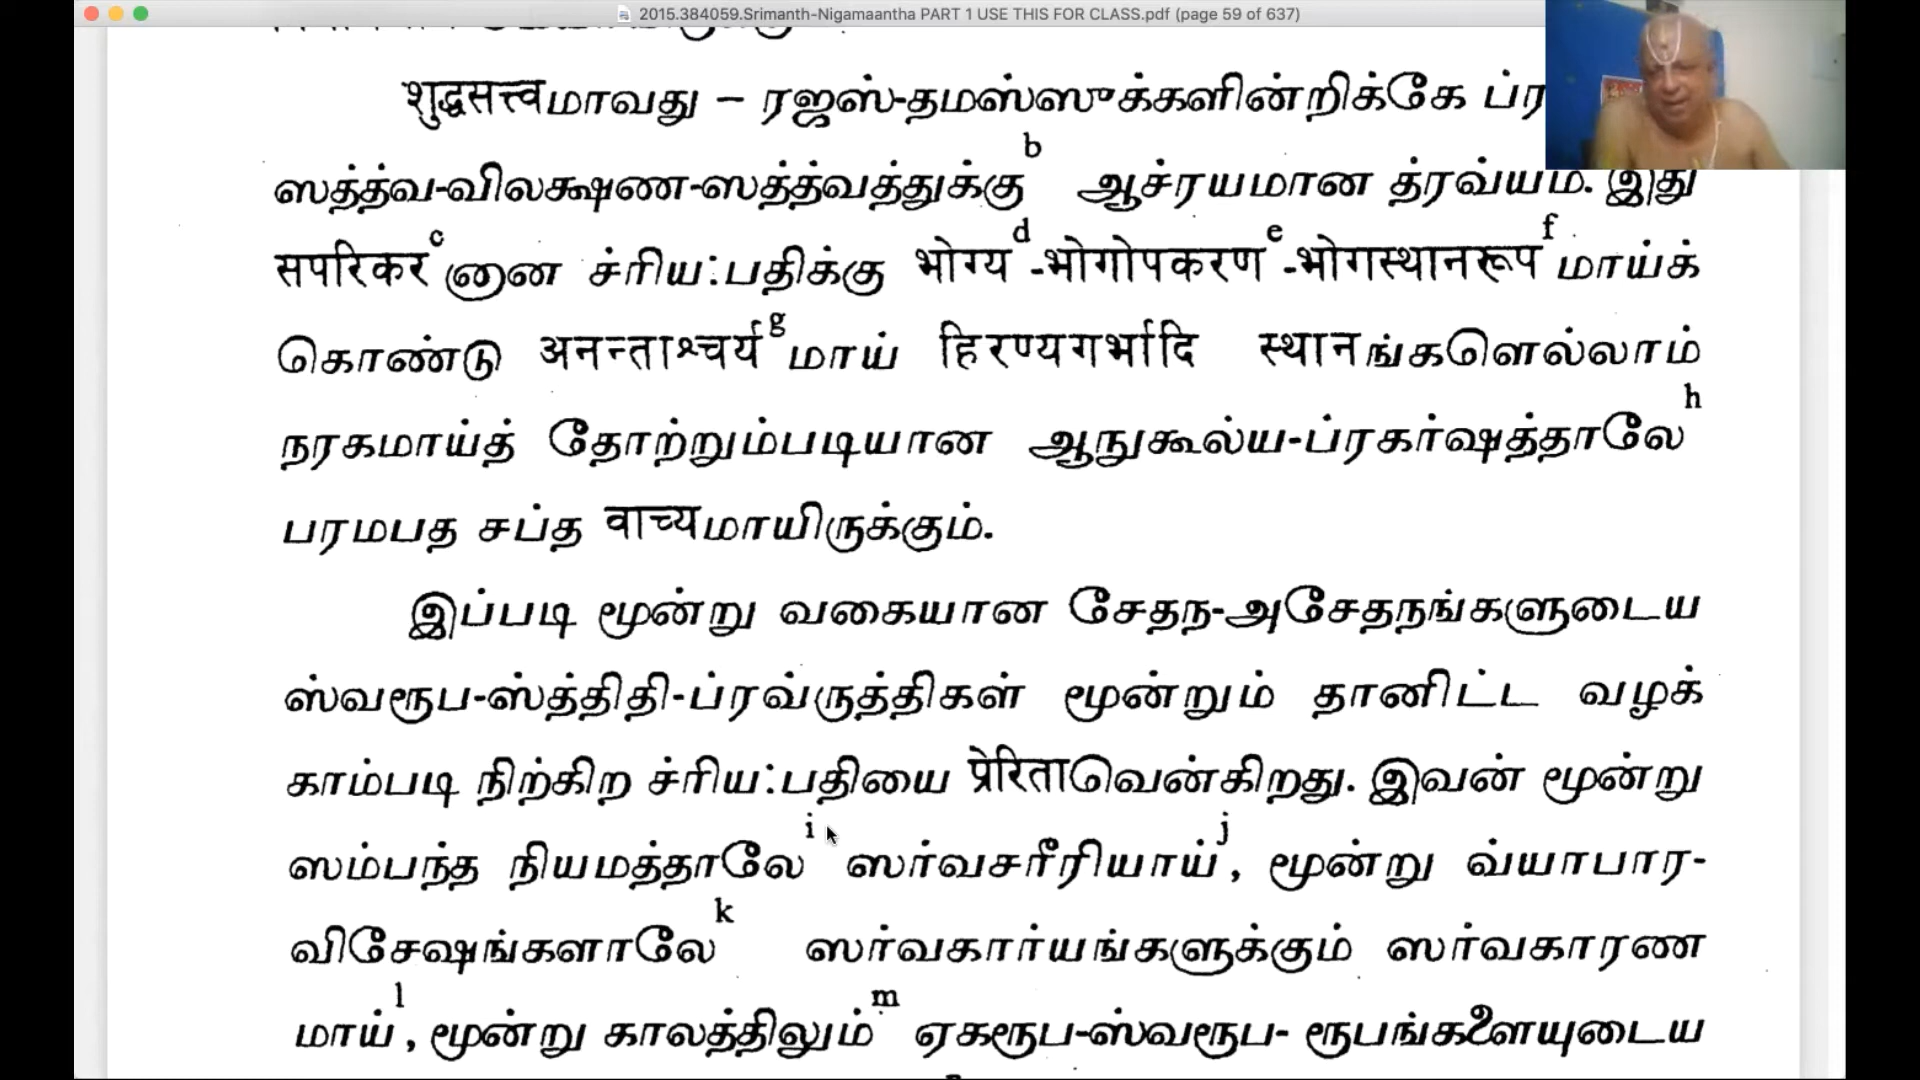 2015.384059.Srimanth-Nigamaantha PART 1 USE THIS FOR CLASS.pdf (page 59 of 637)
शुद्धसत्त्वமாவது – ரஜஸ்-தமஸ்ஸுக்களின்றிக்கே ப்ர
b
ஸத்த்வ-விலக்ஷண-ஸத்த்வத்துக்கு ஆச்ரயமான த்ரவ்யம். இது
c d e f
सपरिकरனான ச்ரிய:பதிக்கு भोग्य-भोगोपकरण-भोगस्थानरूपமாய்க்
g
கொண்டு अनन्ताश्चर्यமாய் हिरण्यगर्भादि स्थानங்களெல்லாம்
h
நரகமாய்த் தோற்றும்படியான ஆநுகூல்ய-ப்ரகர்ஷத்தாலே
பரமபத சப்த वाच्यமாயிருக்கும்.
இப்படி மூன்று வகையான சேதந-அசேதநங்களுடைய
ஸ்வரூப-ஸ்த்திதி-ப்ரவ்ருத்திகள் மூன்றும் தானிட்ட வழக்
காம்படி நிற்கிற ச்ரிய:பதியை प्रेरिताவென்கிறது. இவன் மூன்று
i j
ஸம்பந்த நியமத்தாலே ஸர்வசரீரியாய், மூன்று வ்யாபார-
k
விசேஷங்களாலே ஸர்வகார்யங்களுக்கும் ஸர்வகாரண
l m
மாய், மூன்று காலத்திலும் ஏகரூப-ஸ்வரூப- ரூபங்களையுடைய